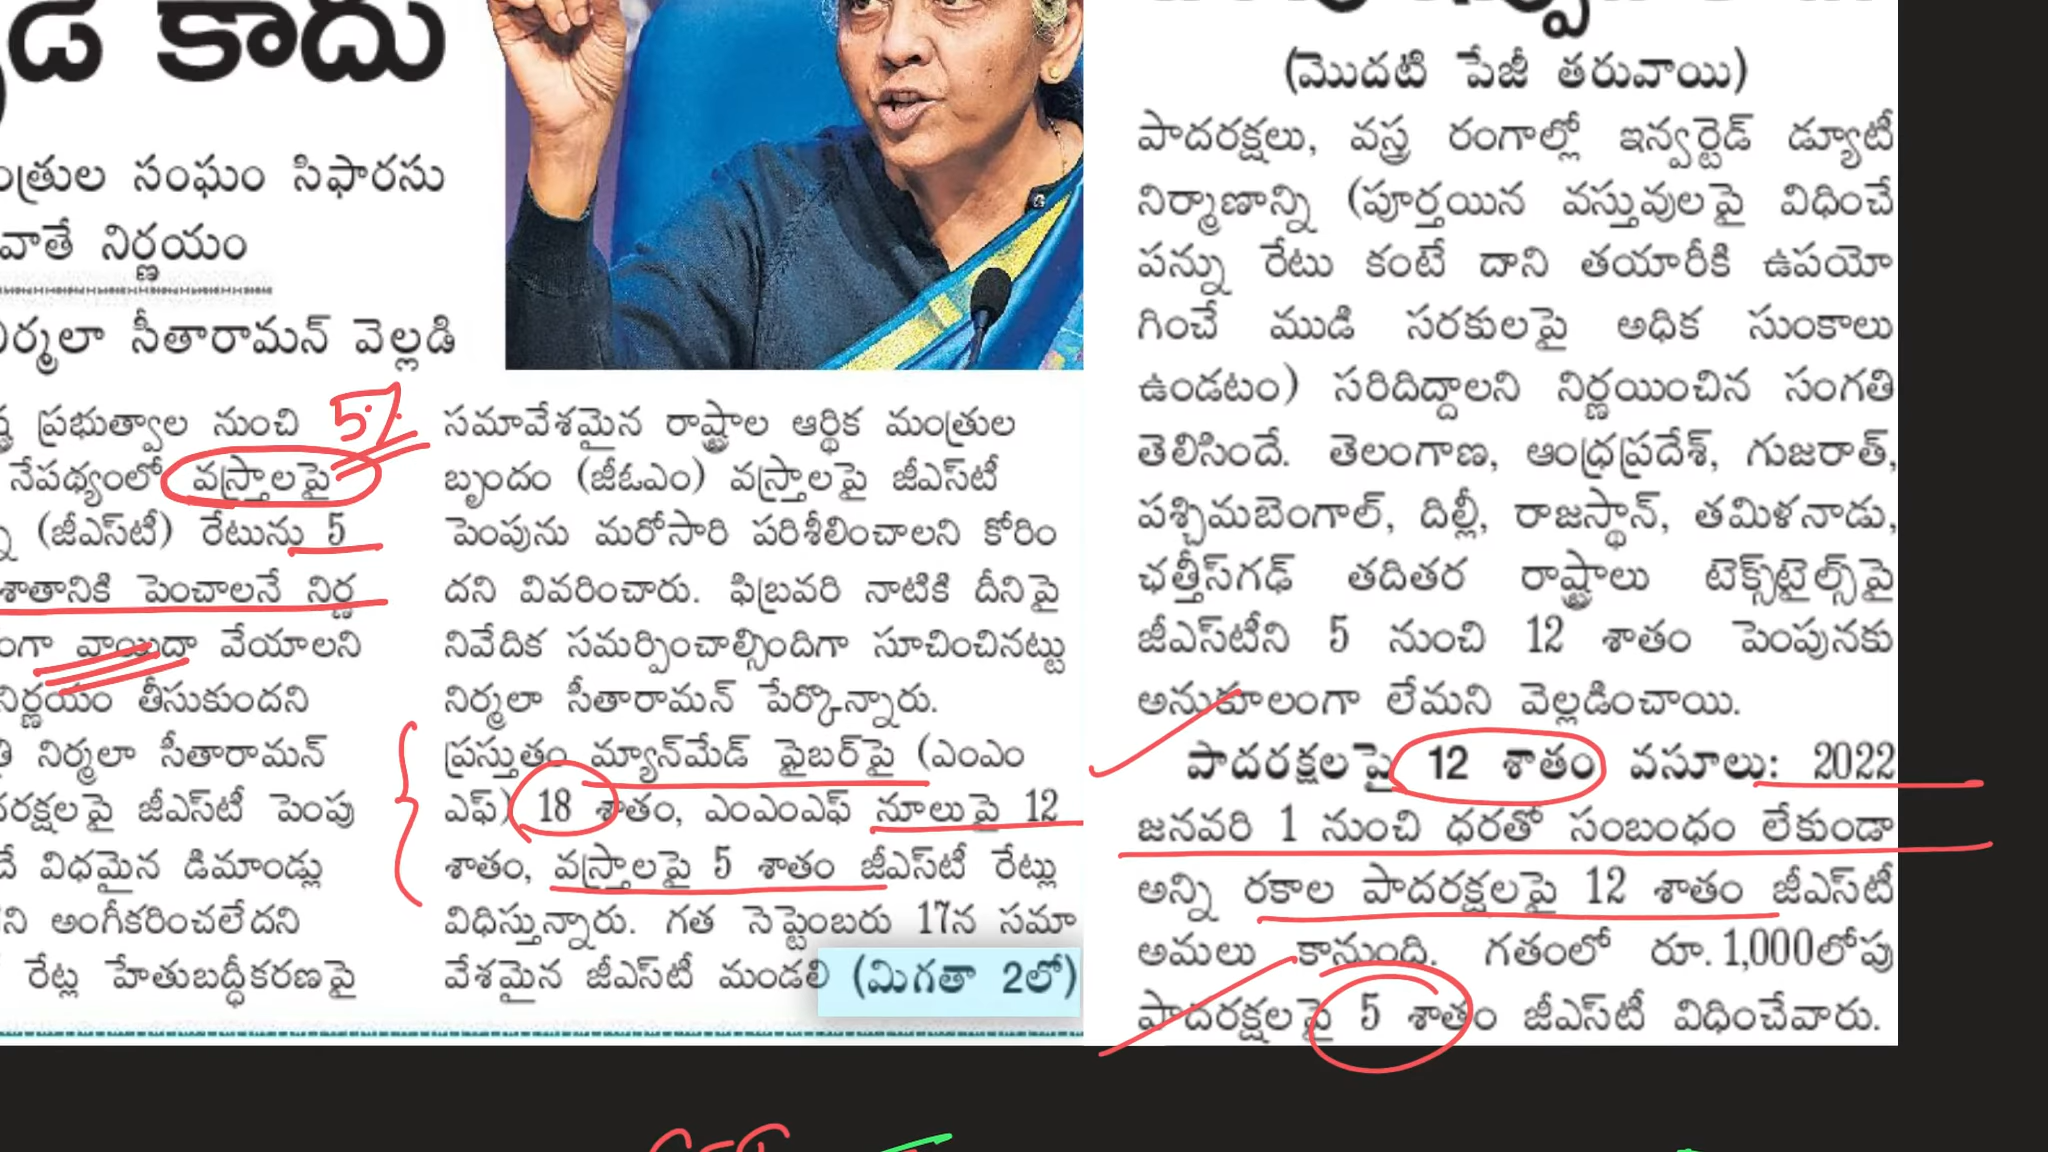 కాదు
సంఘం సిఫారసు
నిర్ణయం
సీతారామన్ వెల్లడి
ప్రభుత్వాల నుంచి 5%
నేపథ్యంలో వస్త్రాలపై
(జీఎస్‌టీ) రేటును 5
పెంచాలనే నిర్ణ
వాయిదా వేయాలని
తీసుకుందని
నిర్మలా సీతారామన్
జీఎస్‌టీ పెంపు
విధమైన డిమాండ్లు
అంగీకరించలేదని
రేట్ల హేతుబద్ధీకరణపై
సమావేశమైన రాష్ట్రాల ఆర్థిక మంత్రుల
బృందం (జీఓఎం) వస్త్రాలపై జీఎస్‌టీ
పెంపును మరోసారి పరిశీలించాలని కోరిం
దని వివరించారు. ఫిబ్రవరి నాటికి దీనిపై
నివేదిక సమర్పించాల్సిందిగా సూచించినట్టు
నిర్మలా సీతారామన్ పేర్కొన్నారు.
ప్రస్తుతం మ్యాన్‌మేడ్ ఫైబర్‌పై (ఎంఎం
ఎఫ్) 18 శాతం, ఎంఎంఎఫ్ నూలుపై 12
శాతం, వస్త్రాలపై 5 శాతం జీఎస్‌టీ రేట్లు
విధిస్తున్నారు. గత సెప్టెంబరు 17న సమా
వేశమైన జీఎస్‌టీ మండలి (మిగతా 2లో)
(మొదటి పేజీ తరువాయి)
పాదరక్షలు, వస్త్ర రంగాల్లో ఇన్వర్టెడ్ డ్యూటీ
నిర్మాణాన్ని (పూర్తయిన వస్తువులపై విధించే
పన్ను రేటు కంటే దాని తయారీకి ఉపయో
గించే ముడి సరకులపై అధిక సుంకాలు
ఉండటం) సరిదిద్దాలని నిర్ణయించిన సంగతి
తెలిసిందే. తెలంగాణ, ఆంధ్రప్రదేశ్, గుజరాత్,
పశ్చిమబెంగాల్, దిల్లీ, రాజస్థాన్, తమిళనాడు,
ఛత్తీస్‌గఢ్ తదితర రాష్ట్రాలు టెక్స్‌టైల్స్‌పై
జీఎస్‌టీని 5 నుంచి 12 శాతం పెంపునకు
అనుకూలంగా లేమని వెల్లడించాయి.
పాదరక్షలపై 12 శాతం వసూలు: 2022
జనవరి 1 నుంచి ధరతో సంబంధం లేకుండా
అన్ని రకాల పాదరక్షలపై 12 శాతం జీఎస్‌టీ
అమలు కానుంది. గతంలో రూ.1,000లోపు
పాదరక్షలపై 5 శాతం జీఎస్‌టీ విధించేవారు.